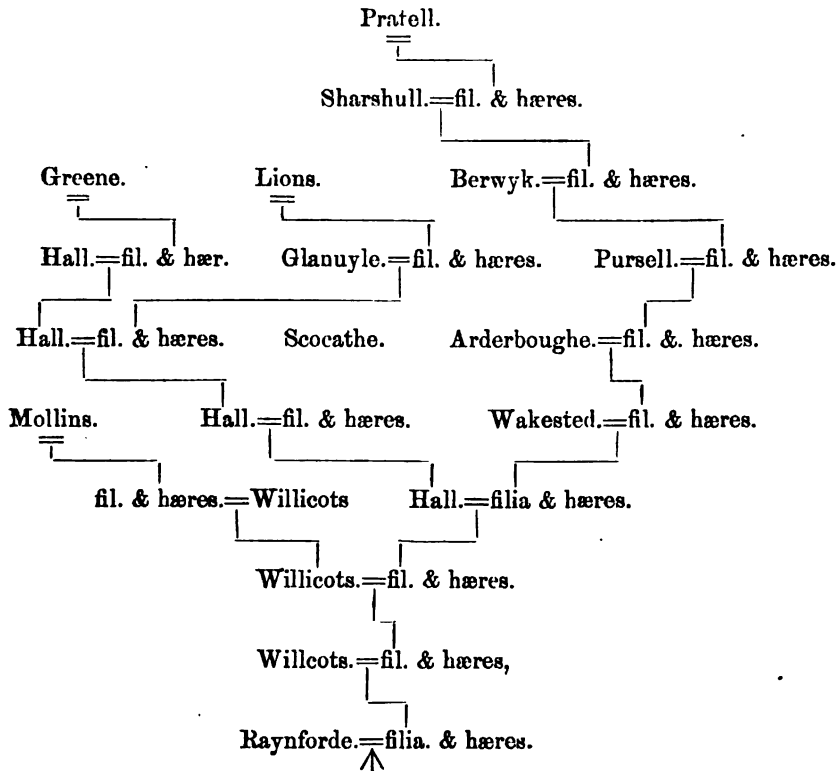 Pratell.
Sharshull.=fil. & hæres.
Greene. Lions. Berwyk.=fil. & hæres.
Hall.=fil. & hær. Glanuyle.=fil. & hæres. Pursell.=fil. & hæres.
Hall.=fil. & hæres. Scocathe. Arderboughe.=fil. &. hæres.
Mollins. Hall.=fil. & hæres. Wakested.=fil. & hæres.
fil. & hæres.=Willicots Hall.=filia & hæres.
Willicots.=fil. & hæres.
Willcots.=fil. & hæres,
Raynforde.=filia. & hæres.